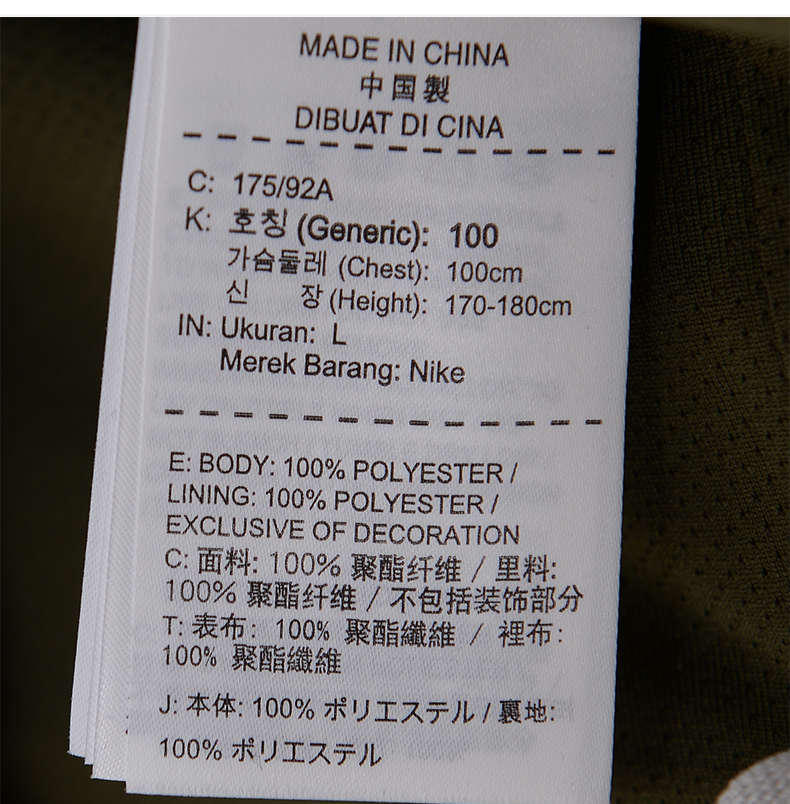 MADE IN CHINA
中国製
DIBUAT DI CINA
C: 175/92A
K: 호칭 (Generic): 100
가슴둘레 (Chest): 100cm
신 장 (Height): 170-180cm
IN: Ukuran: L
Merek Barang: Nike
E: BODY: 100% POLYESTER /
LINING: 100% POLYESTER /
EXCLUSIVE OF DECORATION
C: 面料: 100% 聚酯纤维 / 里料:
100% 聚酯纤维 / 不包括装饰部分
T: 表布: 100% 聚酯纖維 / 裡布:
100% 聚酯纖維
J: 本体: 100% ポリエステル / 裏地:
100% ポリエステル